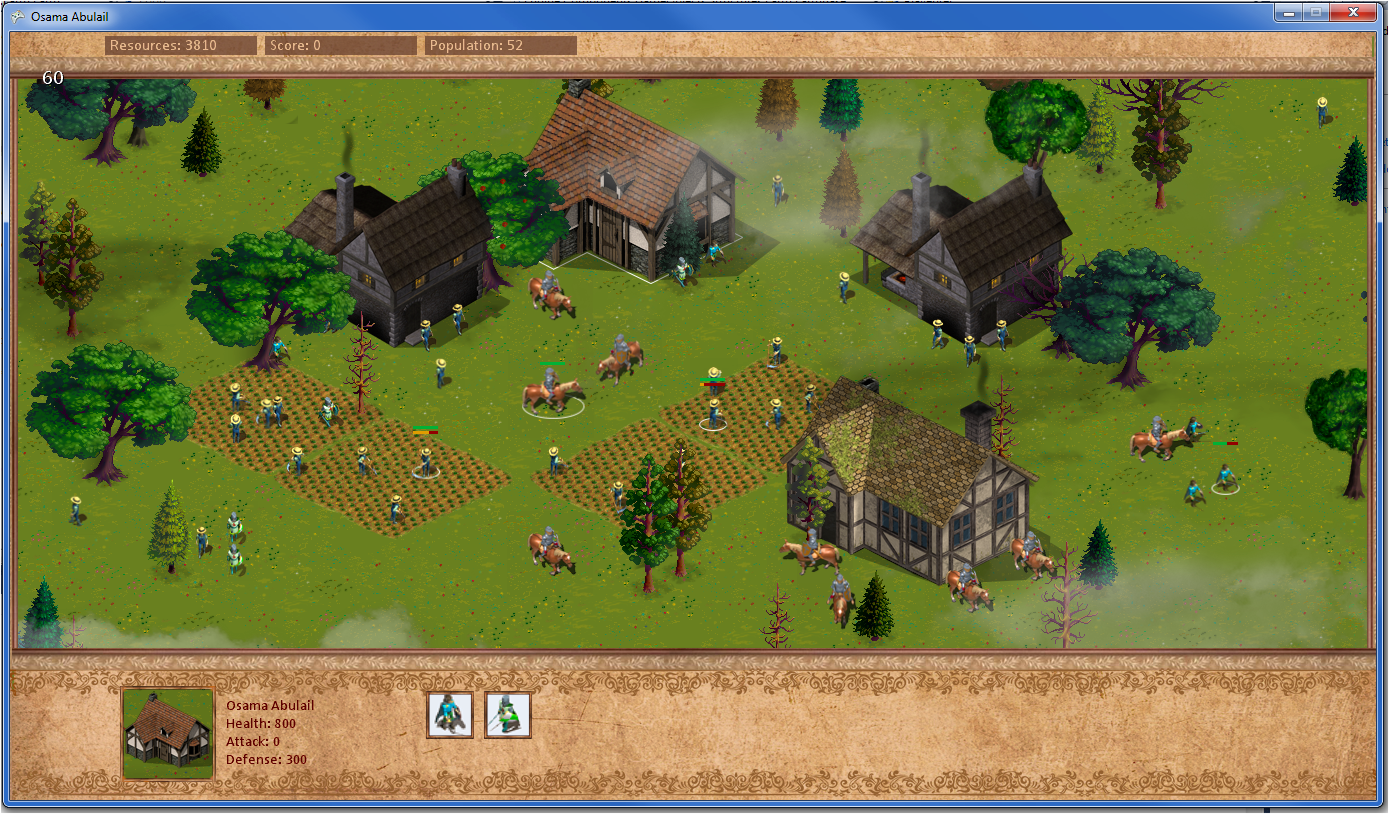 Osama Abulail
Resources: 3810
Score: 0
Population: 52
60
Osama Abulail
Health: 800
Attack: 0
Defense: 300